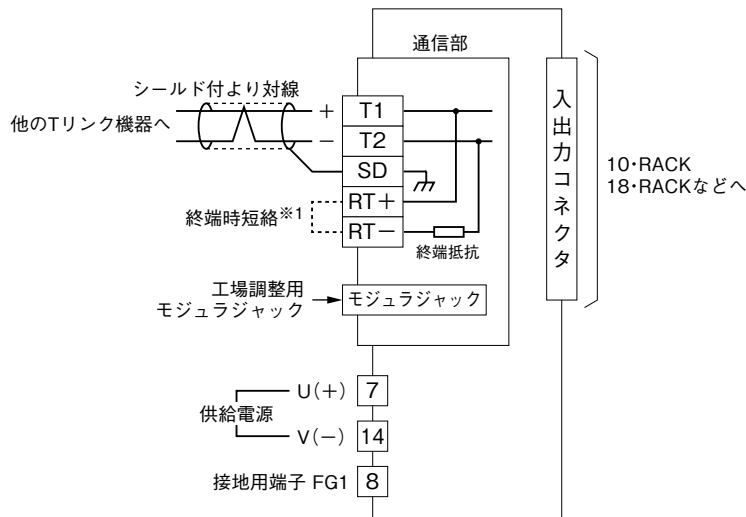 通信部
シールド付より対線
他のTリンク機器へ
+ T1
− T2
SD
RT+
RT−
終端時短絡※1
終端抵抗
入出力コネクタ
10・RACK
18・RACKなどへ
工場調整用
モジュラジャック
モジュラジャック
U(+) 7
供給電源
V(−) 14
接地用端子 FG1 8